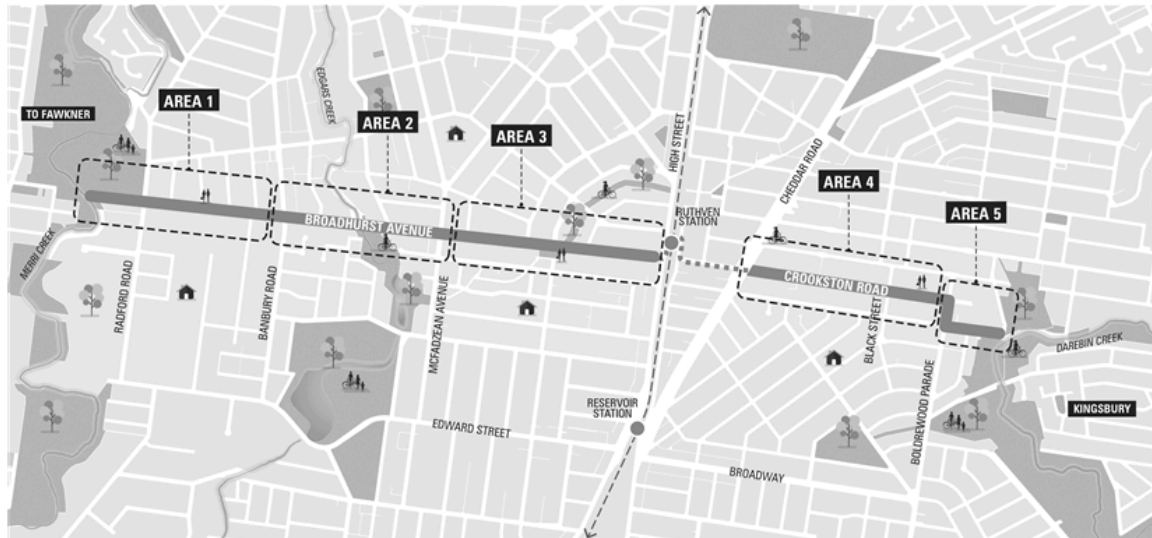 TO FAWKNER
AREA 1
EDGARS CREEK
AREA 2
AREA 3
HIGH STREET
CHEDDAR ROAD
AREA 4
AREA 5
RUTHVEN
STATION
BROADHURST AVENUE
CROOKSTON ROAD
MERRI CREEK
RADFORD ROAD
BANBURY ROAD
MCFADZEAN AVENUE
BLACK STREET
DAREBIN CREEK
BOLDREWOOD PARADE
KINGSBURY
RESERVOIR
STATION
EDWARD STREET
BROADWAY